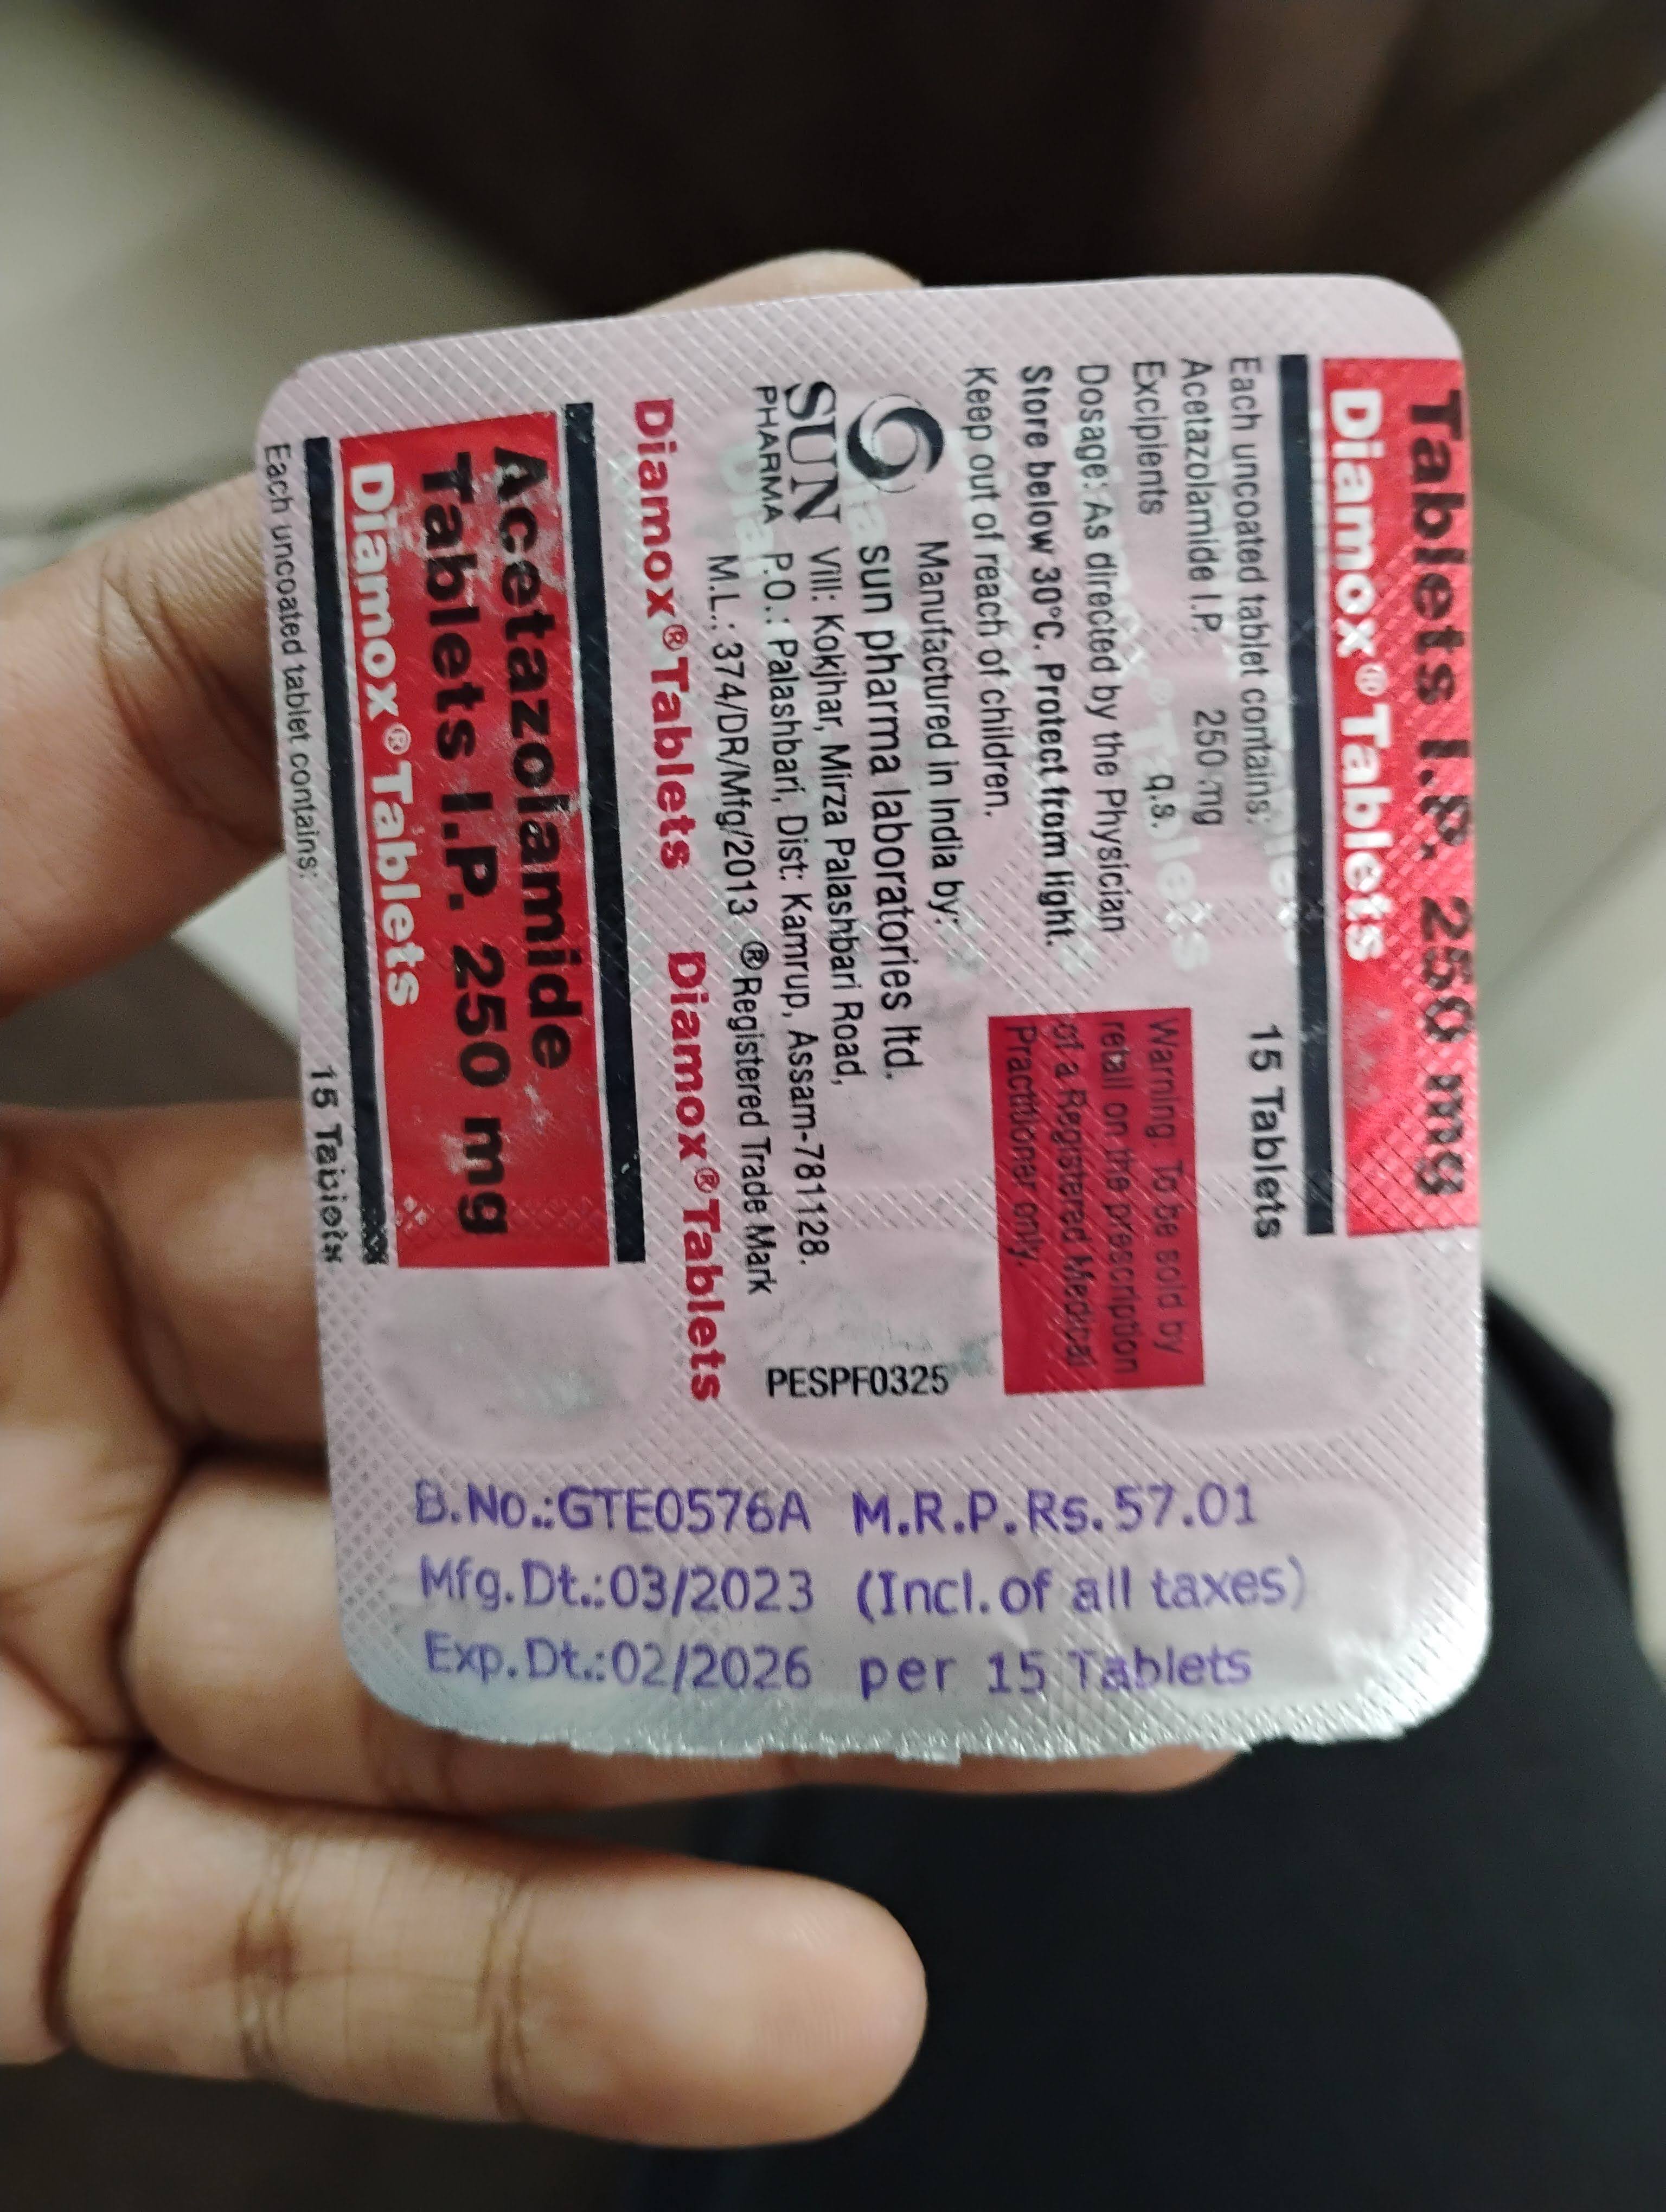 Tablets I.P. 250 mg
Diamox® Tablets
Each uncoated tablet contains: 15 Tablets
Acetazolamide I.P. 250 mg
Excipients q.s.
Dosage: As directed by the Physician
Store below 30°C. Protect from light.
Keep out of reach of children.
Warning: To be sold by
retail on the prescription
of a Registered Medical
Practitioner only.
Manufactured in India by:
sun pharma laboratories ltd.
Vill: Kokjhar, Mirza Palashbari Road,
P.O.: Palashbari, Dist: Kamrup, Assam-781128.
M.L.: 374/DR/Mfg/2013 ®Registered Trade Mark
SUN
PHARMA
PESPF0325
Diamox® Tablets Diamox® Tablets
Acetazolamide
Tablets I.P. 250 mg
Diamox® Tablets
Each uncoated tablet contains: 15 Tablets
B.No.:GTE0576A M.R.P.Rs.57.01
Mfg.Dt.:03/2023 (Incl.of all taxes)
Exp.Dt.:02/2026 per 15 Tablets